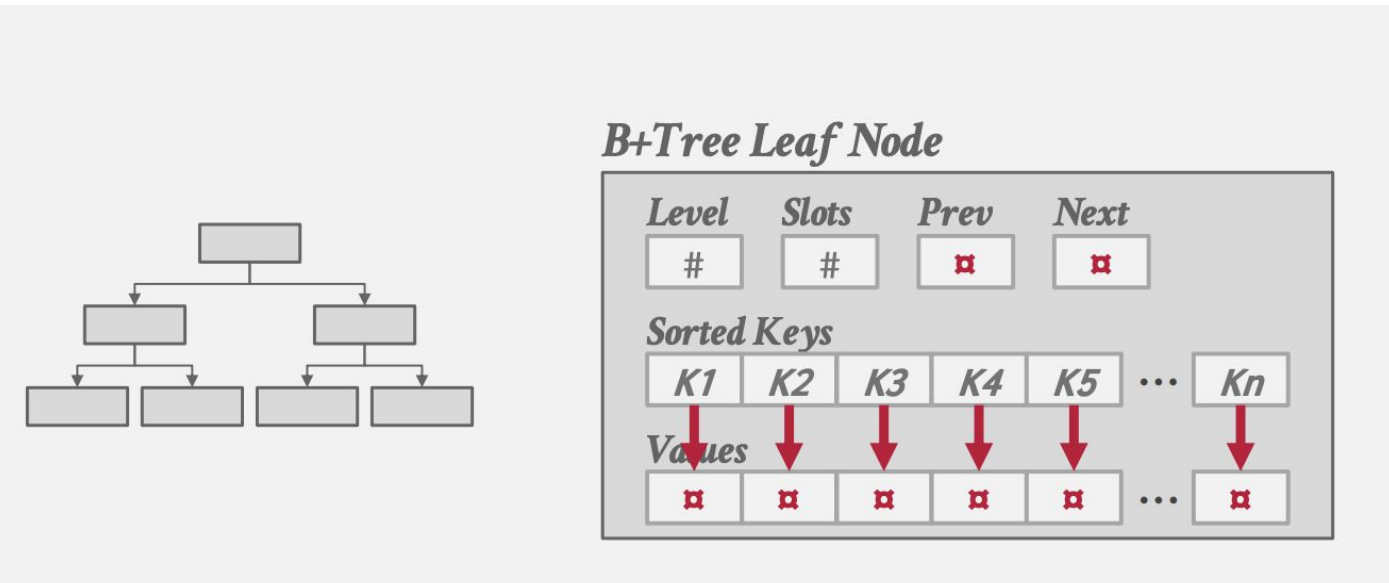 B+Tree Leaf Node
Level Slots Prev Next
# # ¤ ¤
Sorted Keys
K1 K2 K3 K4 K5 ... Kn
Values
¤ ¤ ¤ ¤ ¤ ... ¤